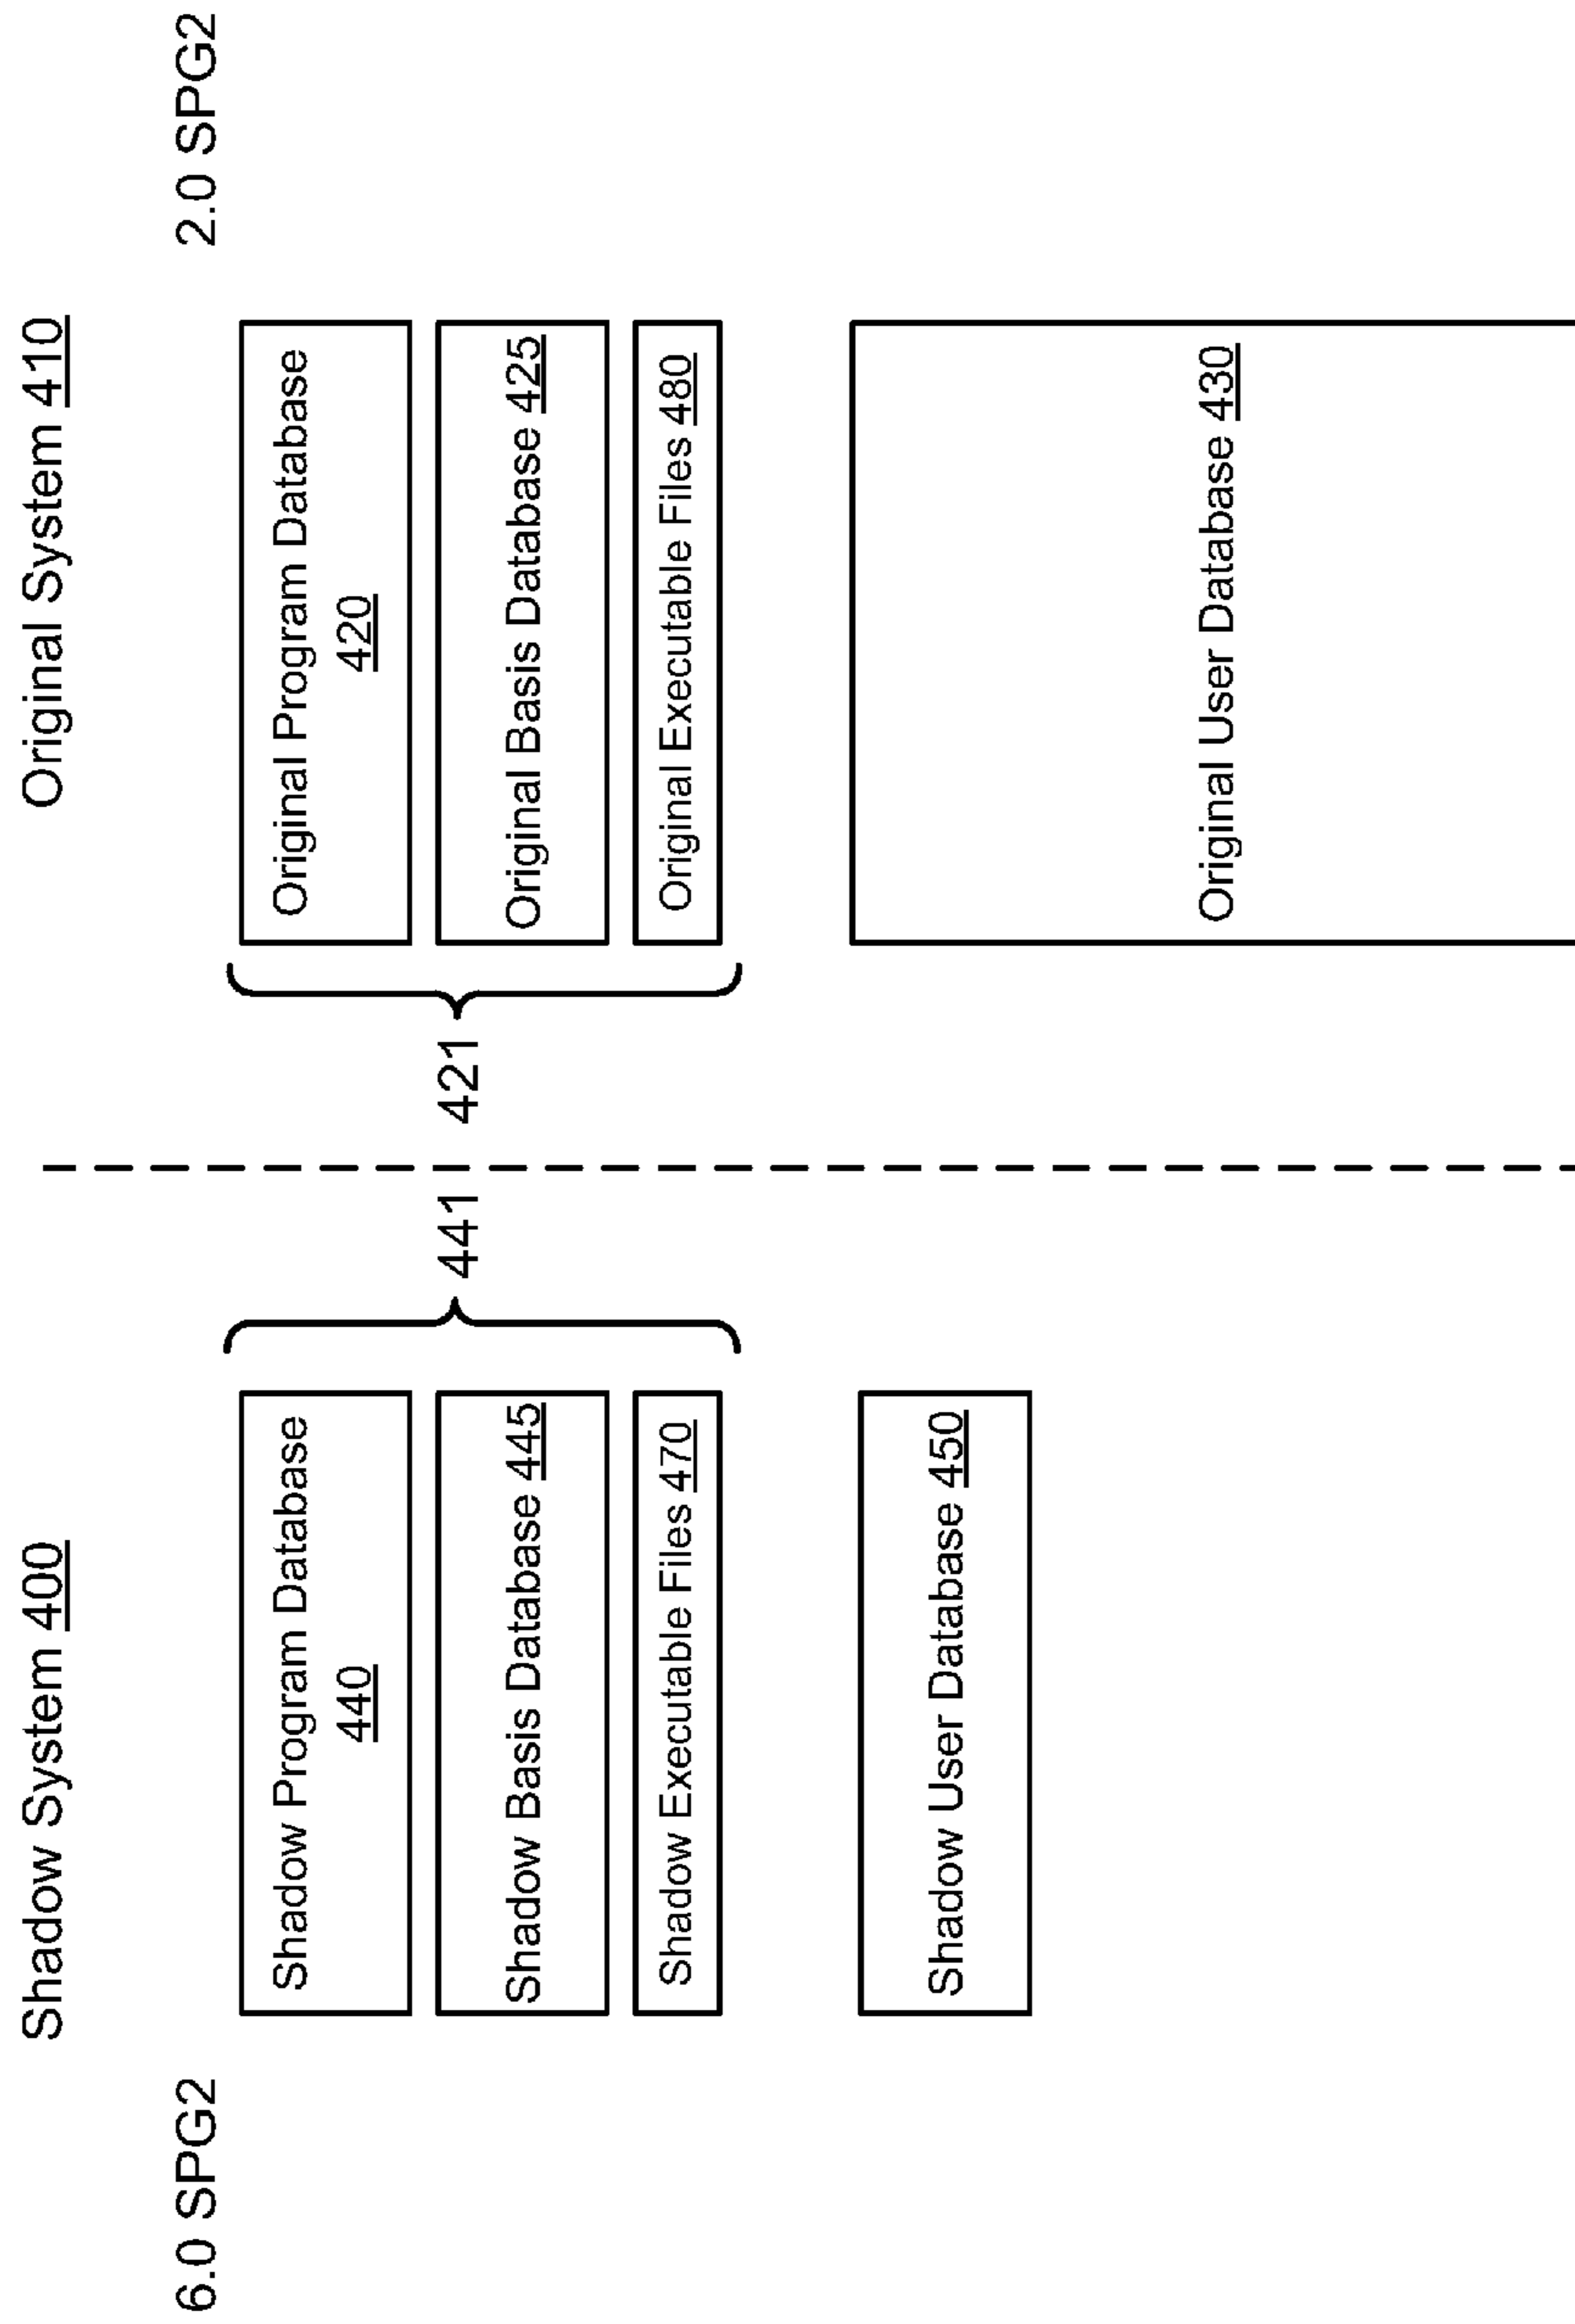 Shadow System 400
Original System 410
6.0 SPG2
2.0 SPG2
Shadow Program Database
440
Shadow Basis Database 445
Shadow Executable Files 470
441
421
Original Program Database
420
Original Basis Database 425
Original Executable Files 480
Shadow User Database 450
Original User Database 430